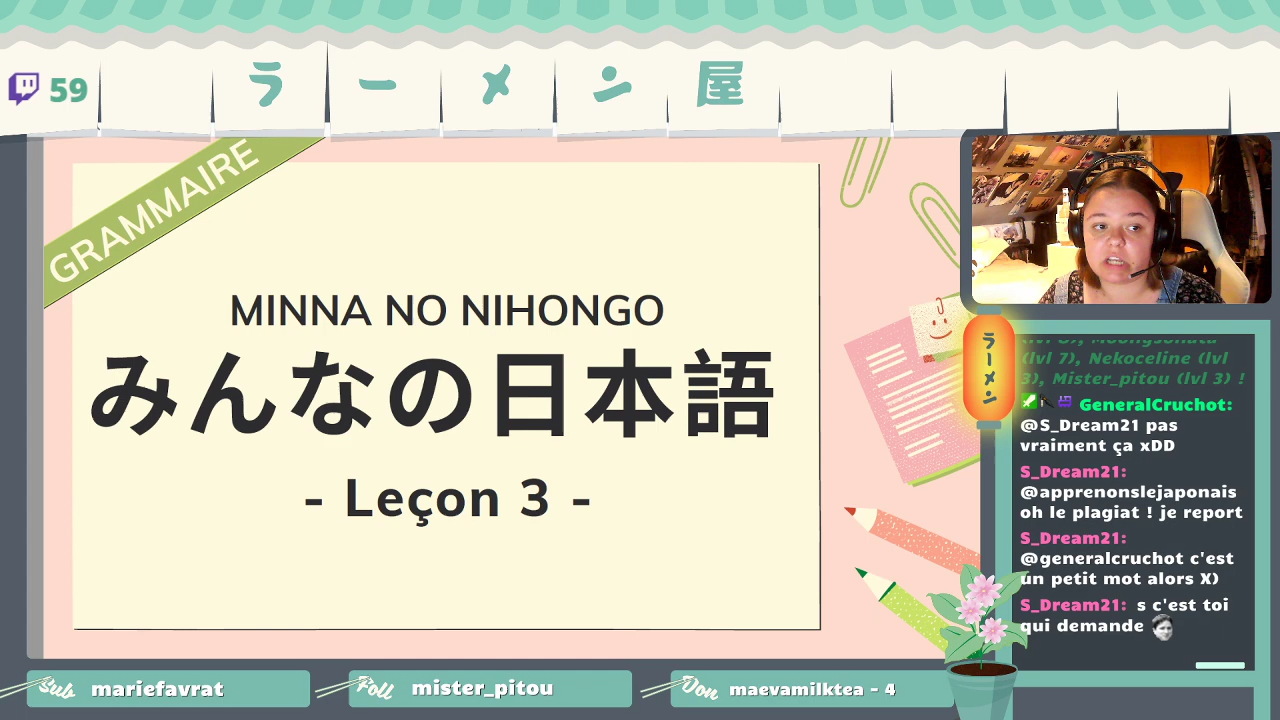 59
ラーメン屋
GRAMMAIRE
MINNA NO NIHONGO
みんなの日本語
- Leçon 3 -
ラーメン
(lvl 7), Nekoceline (lvl
3), Mister_pitou (lvl 3) !
GeneralCruchot:
@S_Dream21 pas
vraiment ça xDD
S_Dream21:
@apprenonslejaponais
oh le plagiat ! je report
S_Dream21:
@generalcruchot c'est
un petit mot alors X)
S_Dream21: s c'est toi
qui demande
Sub mariefavrat
Foll mister_pitou
Don maevamilktea - 4